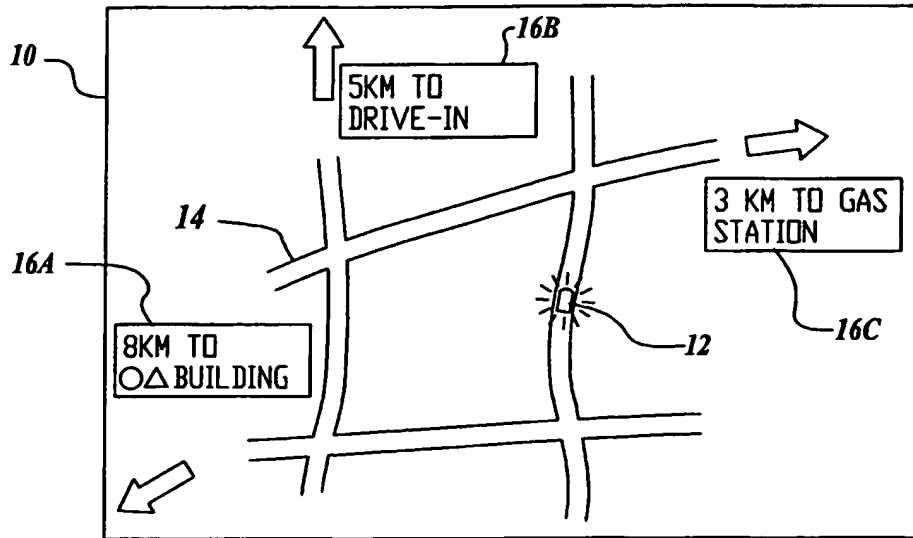 16B
10
5KM TO
DRIVE-IN
14
3 KM TO GAS
STATION
16A
8KM TO
○△ BUILDING
12
16C